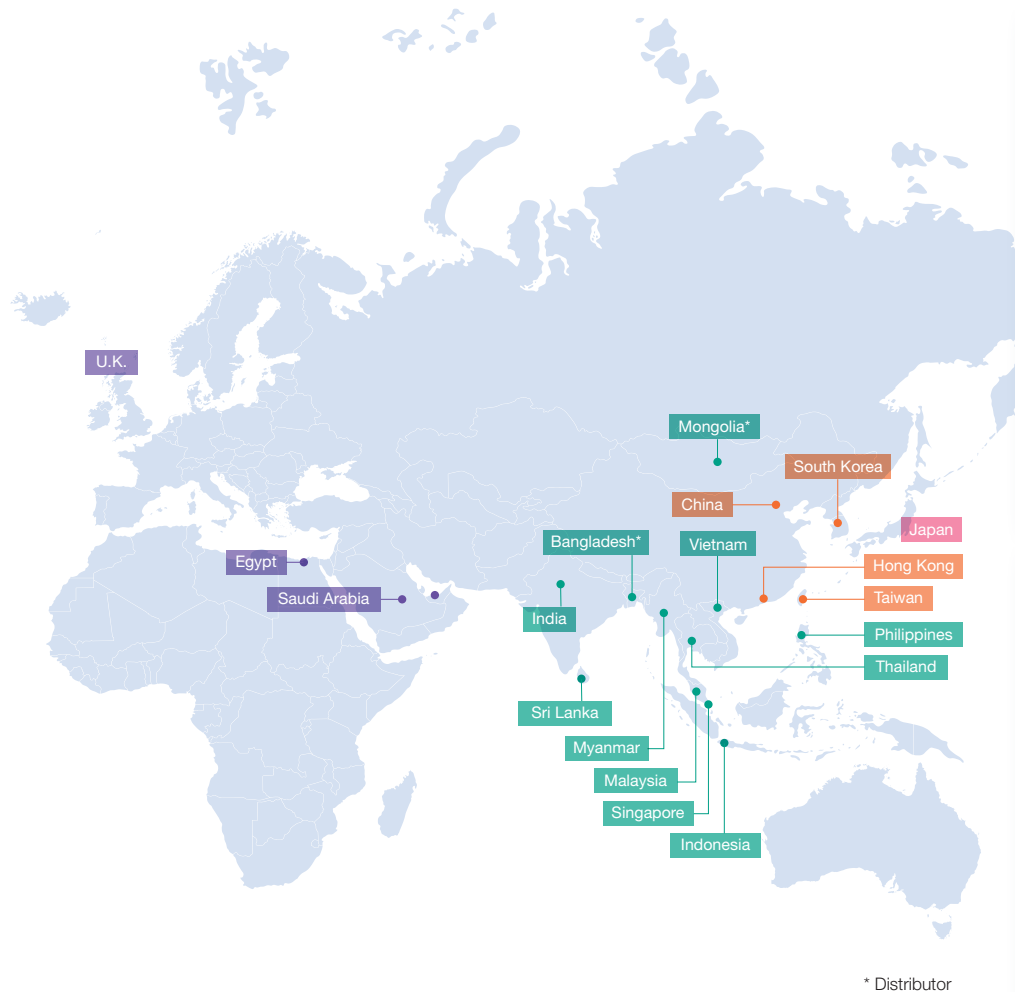 U.K.
Mongolia*
South Korea
China
Japan
Bangladesh*
Vietnam
Egypt
Hong Kong
Saudi Arabia
Taiwan
India
Philippines
Thailand
Sri Lanka
Myanmar
Malaysia
Singapore
Indonesia
* Distributor